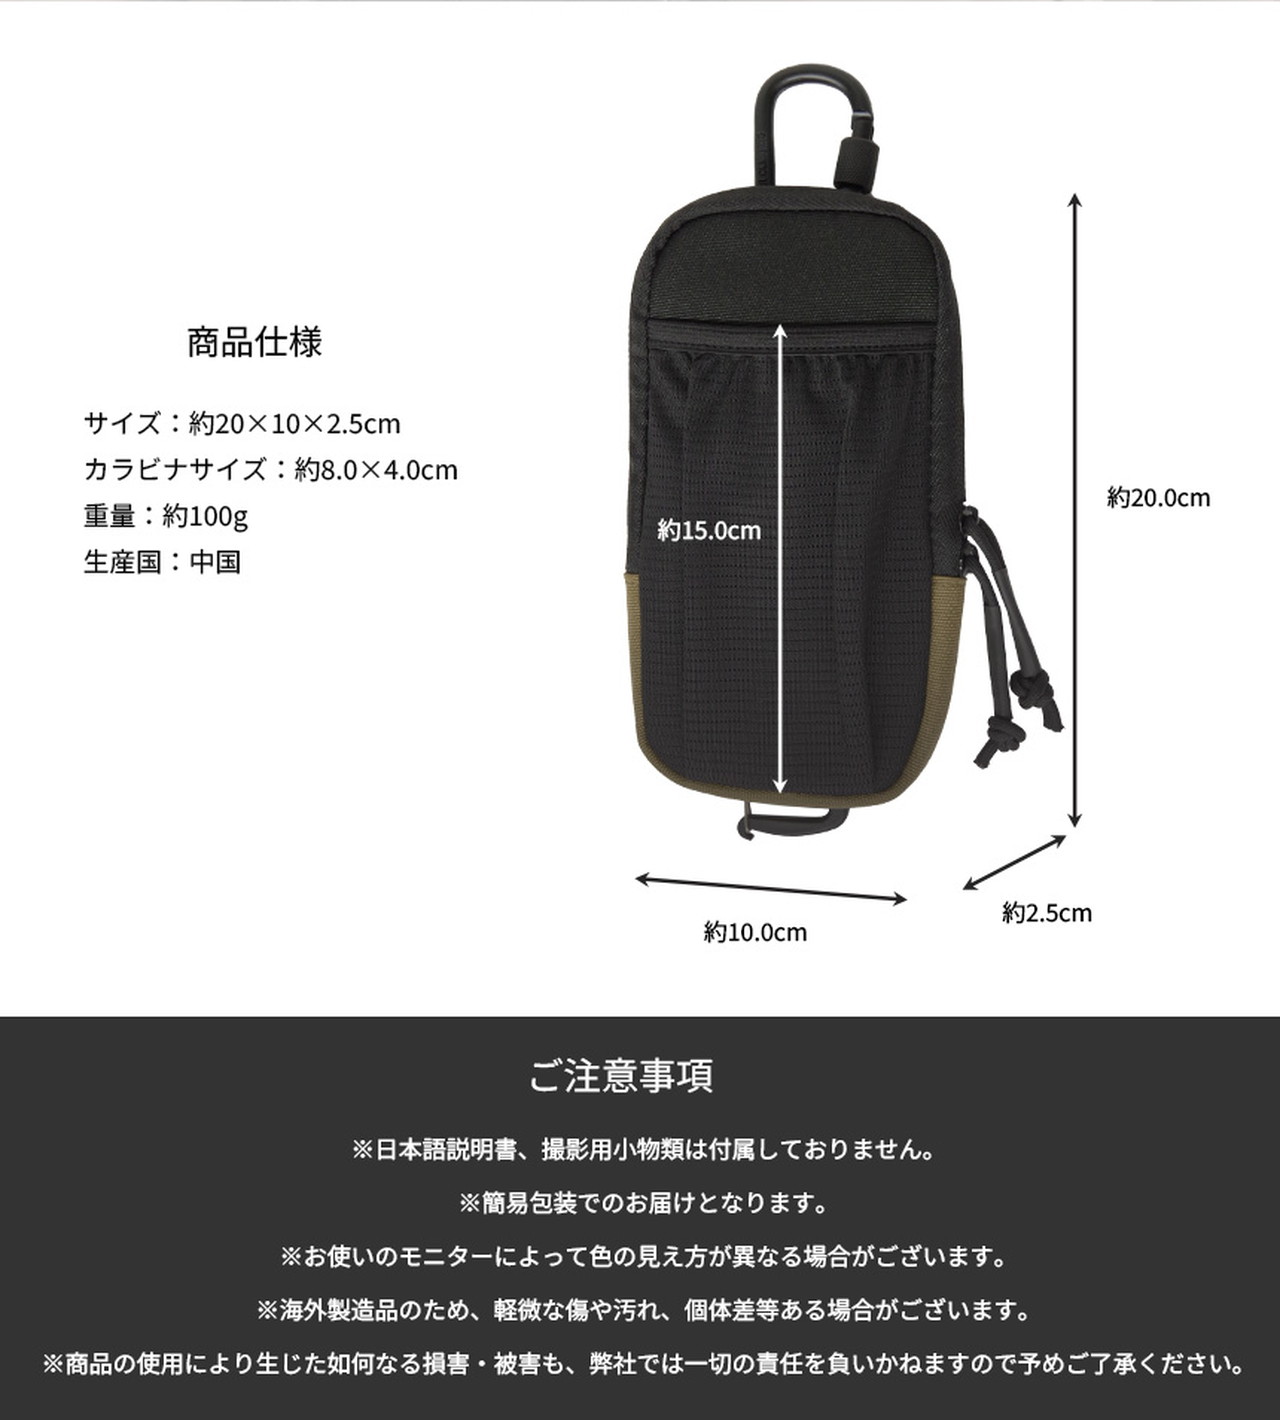 商品仕様
サイズ：約20×10×2.5cm
カラビナサイズ：約8.0×4.0cm
重量：約100g
生産国：中国
約15.0cm
約20.0cm
約2.5cm
約10.0cm
ご注意事項
※日本語説明書、撮影用小物類は付属しておりません。
※簡易包装でのお届けとなります。
※お使いのモニターによって色の見え方が異なる場合がございます。
※海外製造品のため、軽微な傷や汚れ、個体差等ある場合がございます。
※商品の使用により生じた如何なる損害・被害も、弊社では一切の責任を負いかねますので予めご了承ください。